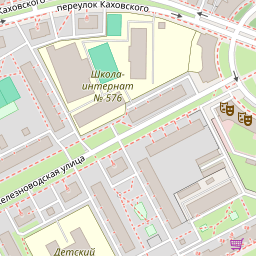 Каховского
переулок Каховского
Школа-
интернат
№ 576
железноводская улица
Детский